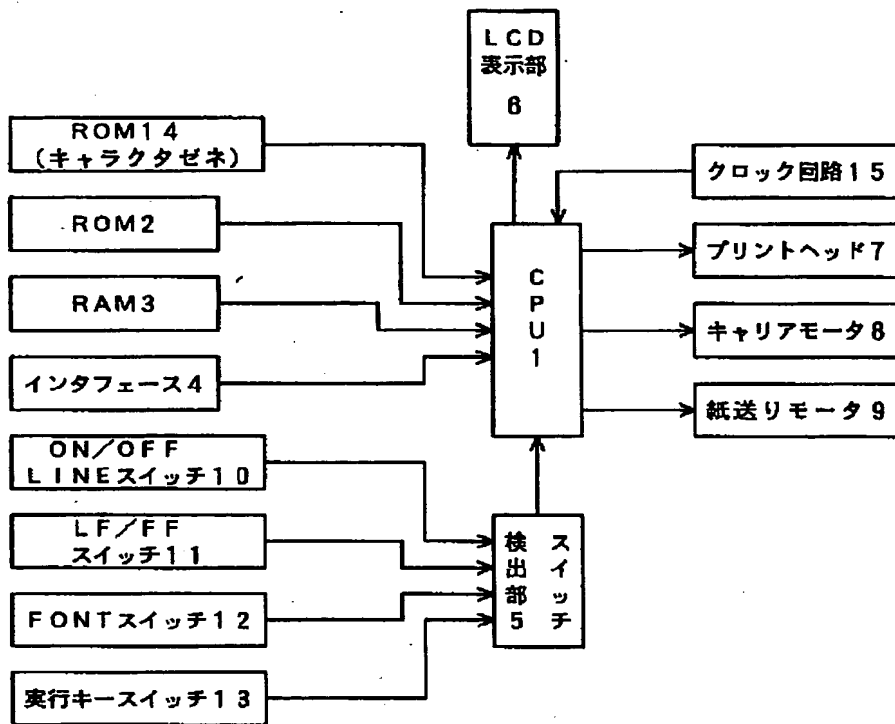 LCD
表示部
6
ROM14
(キャラクタゼネ)
ROM2
RAM3
インタフェース4
ON/OFF
LINEスイッチ10
LF/FF
スイッチ11
FONTスイッチ12
実行キースイッチ13
CPU1
スイッチ
検出部5
クロック回路15
プリントヘッド7
キャリアモータ8
紙送りモータ9